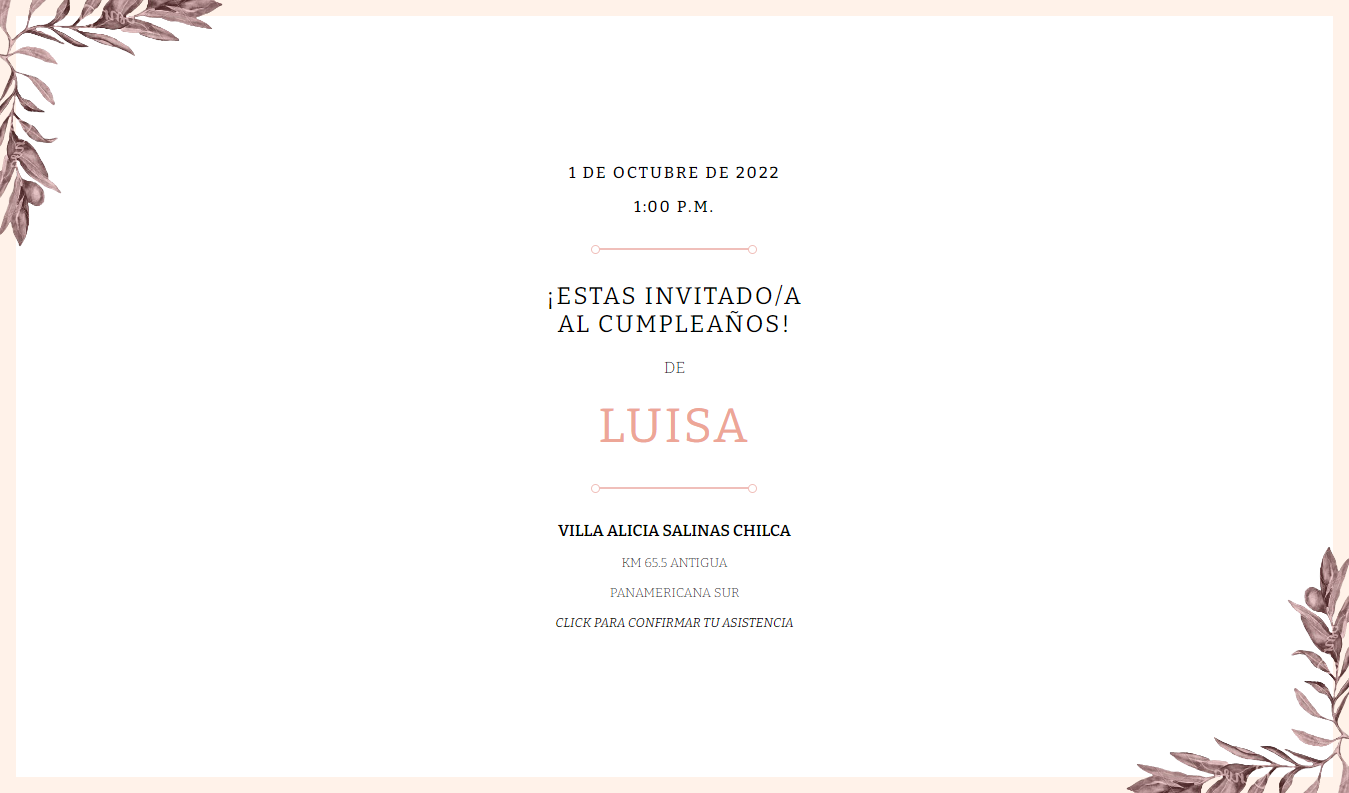 1 DE OCTUBRE DE 2022
1:00 P.M.
¡ESTAS INVITADO/A
AL CUMPLEAÑOS!
DE
LUISA
VILLA ALICIA SALINAS CHILCA
KM 65.5 ANTIGUA
PANAMERICANA SUR
CLICK PARA CONFIRMAR TU ASISTENCIA